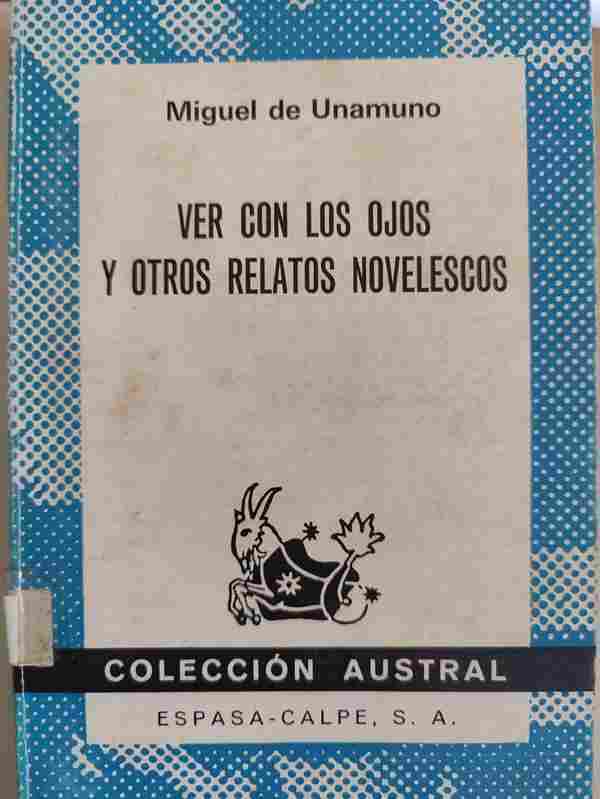 Miguel de Unamuno
VER CON LOS OJOS
Y OTROS RELATOS NOVELESCOS
COLECCIÓN AUSTRAL
ESPASA-CALPE, S. A.